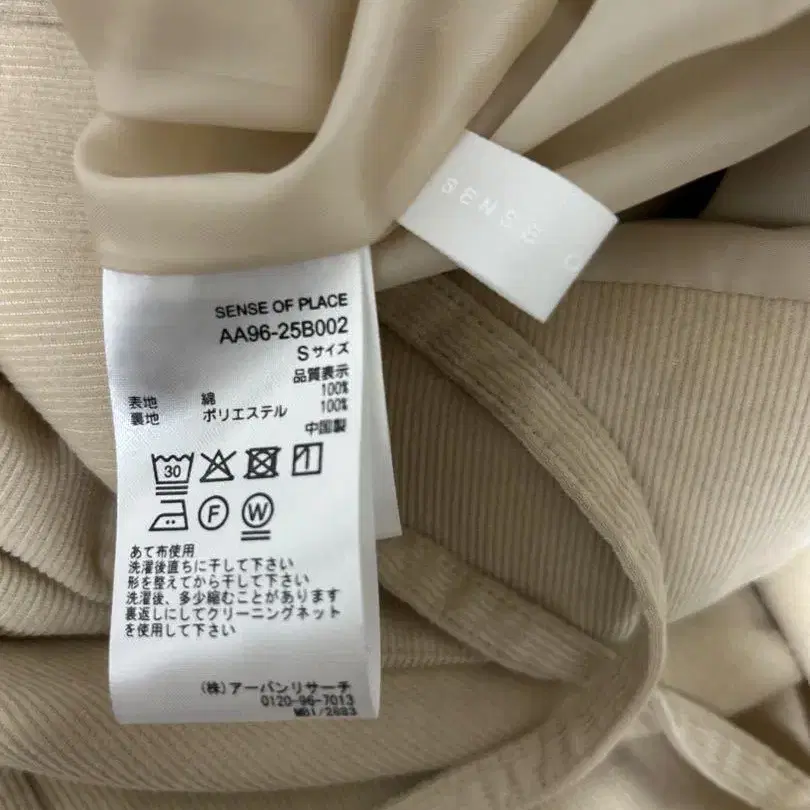 SENSE
SENSE OF PLACE
AA96-25B002
Sサイズ
品質表示
表地 綿 100%
裏地 ポリエステル 100%
中国製
30
F W
あて布使用
洗濯後直ちに干して下さい
形を整えてから干して下さい
洗濯後、多少縮むことがあります
裏返しにしてクリーニングネット
を使用して下さい
(株)アーバンリサーチ
0120-96-7013